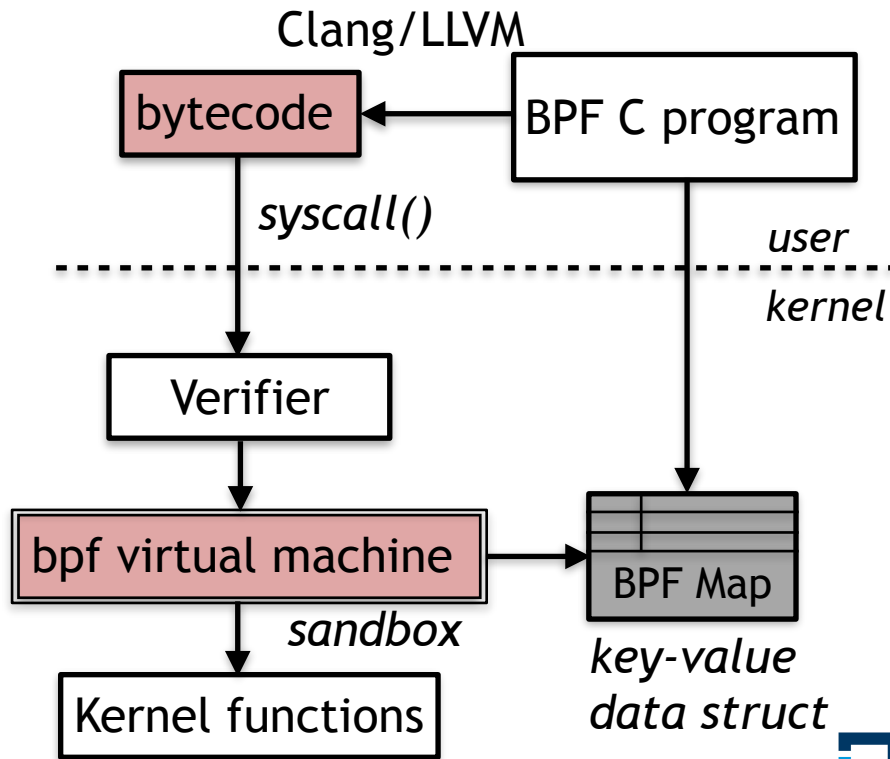 Clang/LLVM
bytecode
BPF C program
syscall()
user
kernel
Verifier
bpf virtual machine
BPF Map
sandbox
key-value
data struct
Kernel functions